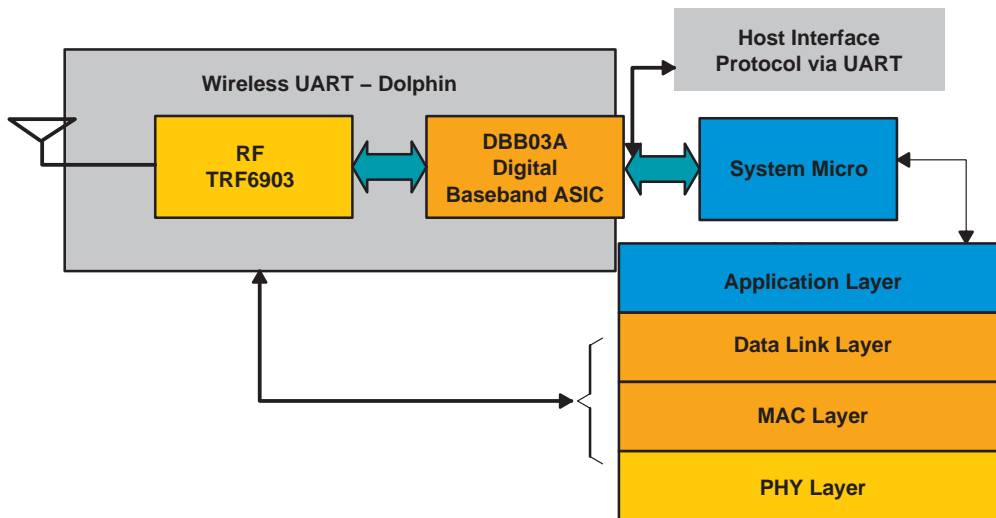 Host Interface
Protocol via UART
Wireless UART – Dolphin
RF
TRF6903
DBB03A
Digital
Baseband ASIC
System Micro
Application Layer
Data Link Layer
MAC Layer
PHY Layer